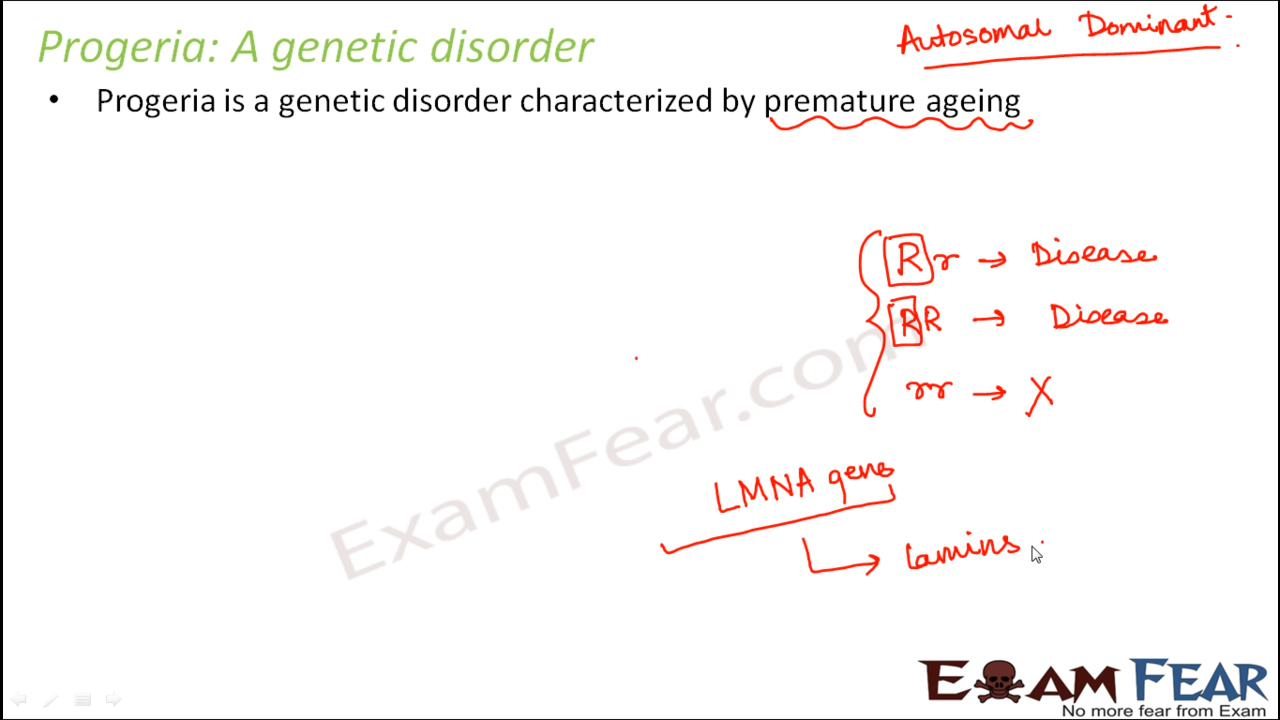 Progeria: A genetic disorder
Autosomal Dominant.
• Progeria is a genetic disorder characterized by premature ageing
Rr → Disease
RR → Disease
rr → X
LMNA gene
Lamins
ExamFear.com
EXAM FEAR
No more fear from Exam